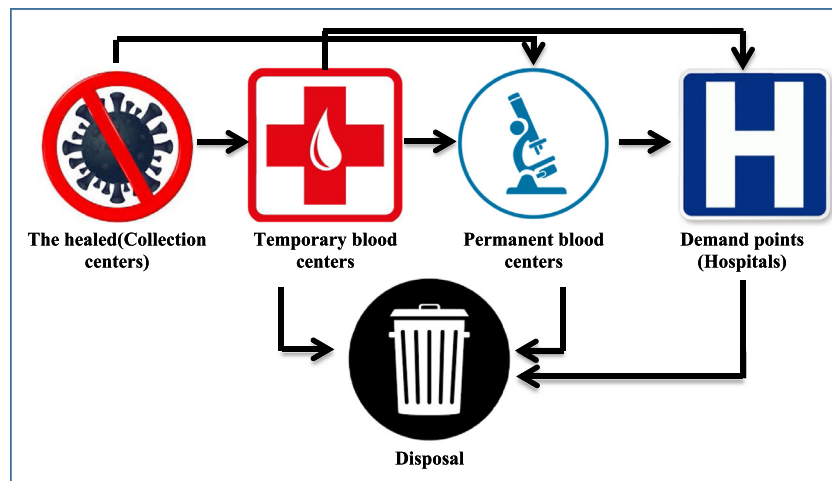 The healed(Collection
centers)
Temporary blood
centers
Permanent blood
centers
H
Demand points
(Hospitals)
Disposal